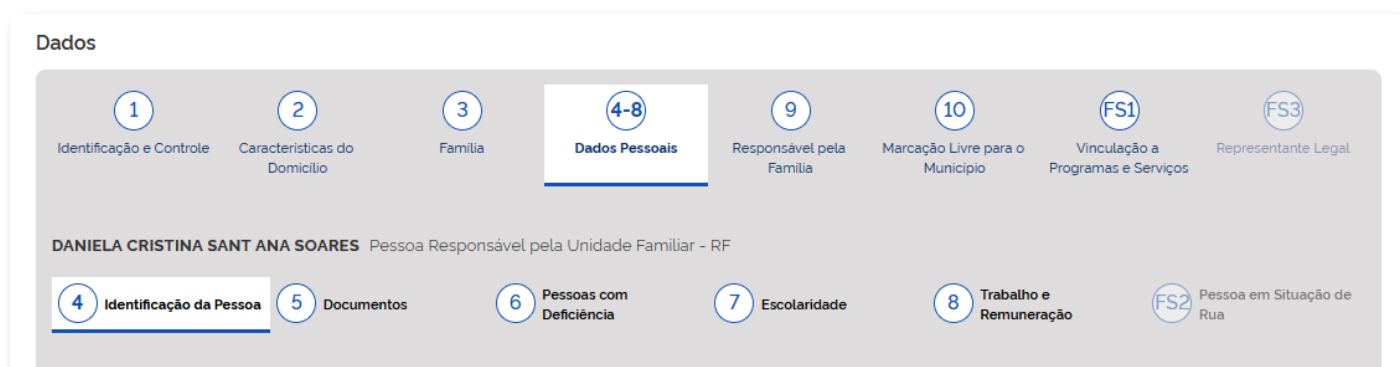 Dados
1
Identificação e Controle
2
Características do
Domicílio
3
Família
4-8
Dados Pessoais
9
Responsável pela
Família
10
Marcação Livre para o
Município
FS1
Vinculação a
Programas e Serviços
FS3
Representante Legal
DANIELA CRISTINA SANT ANA SOARES Pessoa Responsável pela Unidade Familiar - RF
4 Identificação da Pessoa
5 Documentos
6 Pessoas com
Deficiência
7 Escolaridade
8 Trabalho e
Remuneração
FS2 Pessoa em Situação de
Rua